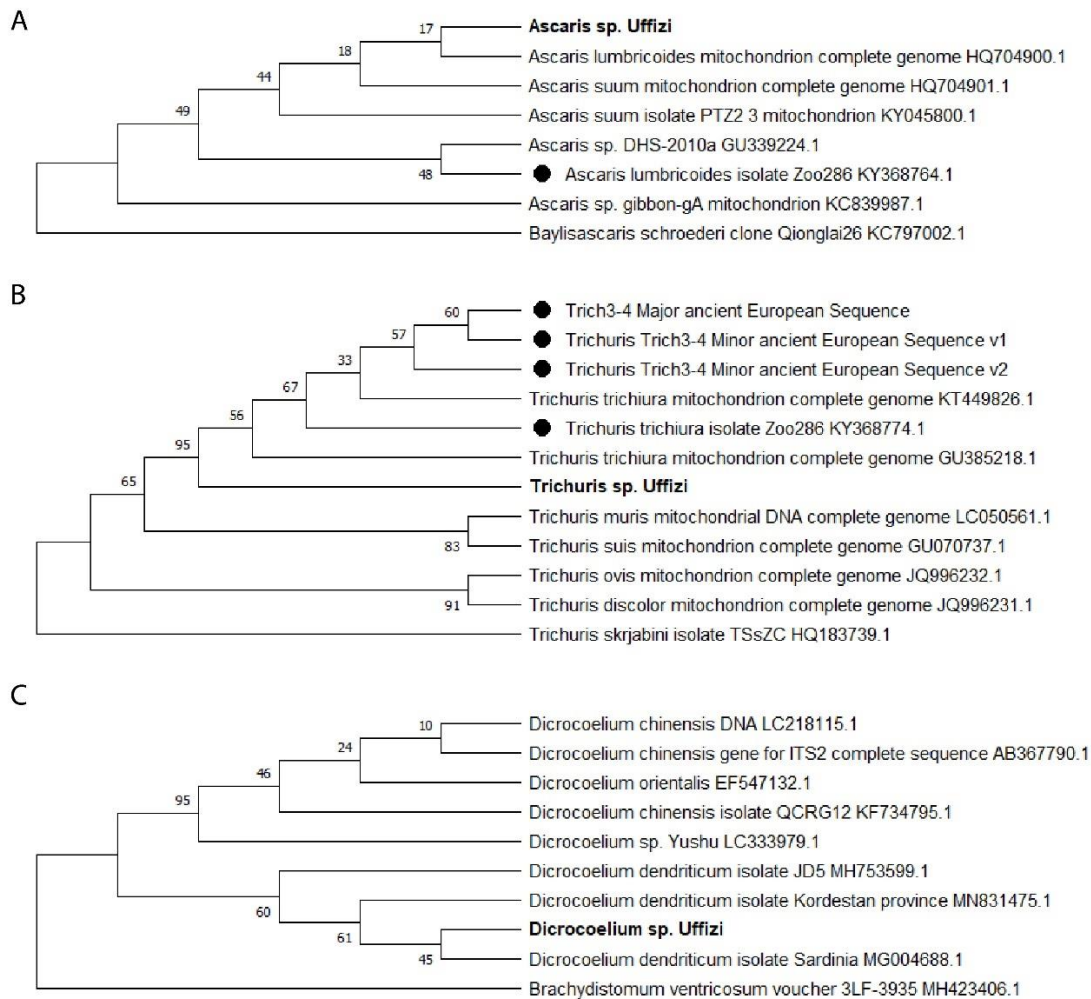 A
17
Ascaris sp. Uffizi
18
Ascaris lumbricoides mitochondrion complete genome HQ704900.1
44
Ascaris suum mitochondrion complete genome HQ704901.1
49
Ascaris suum isolate PTZ2 3 mitochondrion KY045800.1
Ascaris sp. DHS-2010a GU339224.1
48
Ascaris lumbricoides isolate Zoo286 KY368764.1
Ascaris sp. gibbon-gA mitochondrion KC839987.1
Baylisascaris schroederi clone Qionglai26 KC797002.1
B
60
Trich3-4 Major ancient European Sequence
57
Trichuris Trich3-4 Minor ancient European Sequence v1
33
Trichuris Trich3-4 Minor ancient European Sequence v2
67
Trichuris trichiura mitochondrion complete genome KT449826.1
56
Trichuris trichiura isolate Zoo286 KY368774.1
95
Trichuris trichiura mitochondrion complete genome GU385218.1
65
Trichuris sp. Uffizi
Trichuris muris mitochondrial DNA complete genome LC050561.1
83
Trichuris suis mitochondrion complete genome GU070737.1
Trichuris ovis mitochondrion complete genome JQ996232.1
91
Trichuris discolor mitochondrion complete genome JQ996231.1
Trichuris skrjabini isolate TSsZC HQ183739.1
C
10
Dicrocoelium chinensis DNA LC218115.1
24
Dicrocoelium chinensis gene for ITS2 complete sequence AB367790.1
46
Dicrocoelium orientalis EF547132.1
95
Dicrocoelium chinensis isolate QCRG12 KF734795.1
Dicrocoelium sp. Yushu LC333979.1
Dicrocoelium dendriticum isolate JD5 MH753599.1
60
Dicrocoelium dendriticum isolate Kordestan province MN831475.1
61
Dicrocoelium sp. Uffizi
45
Dicrocoelium dendriticum isolate Sardinia MG004688.1
Brachydistomum ventricosum voucher 3LF-3935 MH423406.1